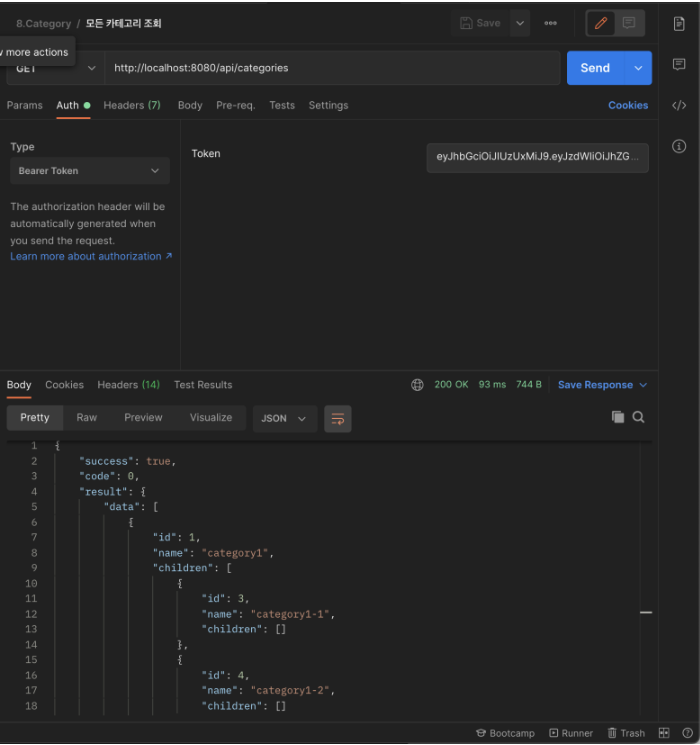 8.Category / 모든 카테고리 조회
Save
more actions
GET
http://localhost:8080/api/categories
Send
Params Auth Headers (7) Body Pre-req. Tests Settings Cookies
Type
Bearer Token
Token
eyJhbGciOiJIUzUxMiJ9.eyJzdWIiOiJhZG...
The authorization header will be
automatically generated when
you send the request.
Learn more about authorization ↗
Body Cookies Headers (14) Test Results 200 OK 93 ms 744 B Save Response
Pretty Raw Preview Visualize JSON
1 {
2 "success": true,
3 "code": 0,
4 "result": {
5 "data": [
6 {
7 "id": 1,
8 "name": "category1",
9 "children": [
10 {
11 "id": 3,
12 "name": "category1-1",
13 "children": []
14 },
15 {
16 "id": 4,
17 "name": "category1-2",
18 "children": []
Bootcamp Runner Trash